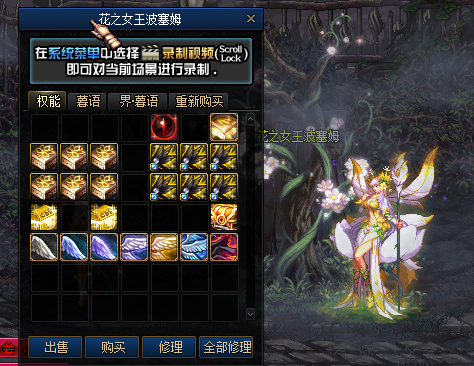 花之女王波塞姆
在系统菜单中选择 录制视频(Scroll Lock)
即可对当前场景进行录制.
权能 暮语 界·暮语 重新购买
花之女王波塞姆
出售 购买 修理 全部修理